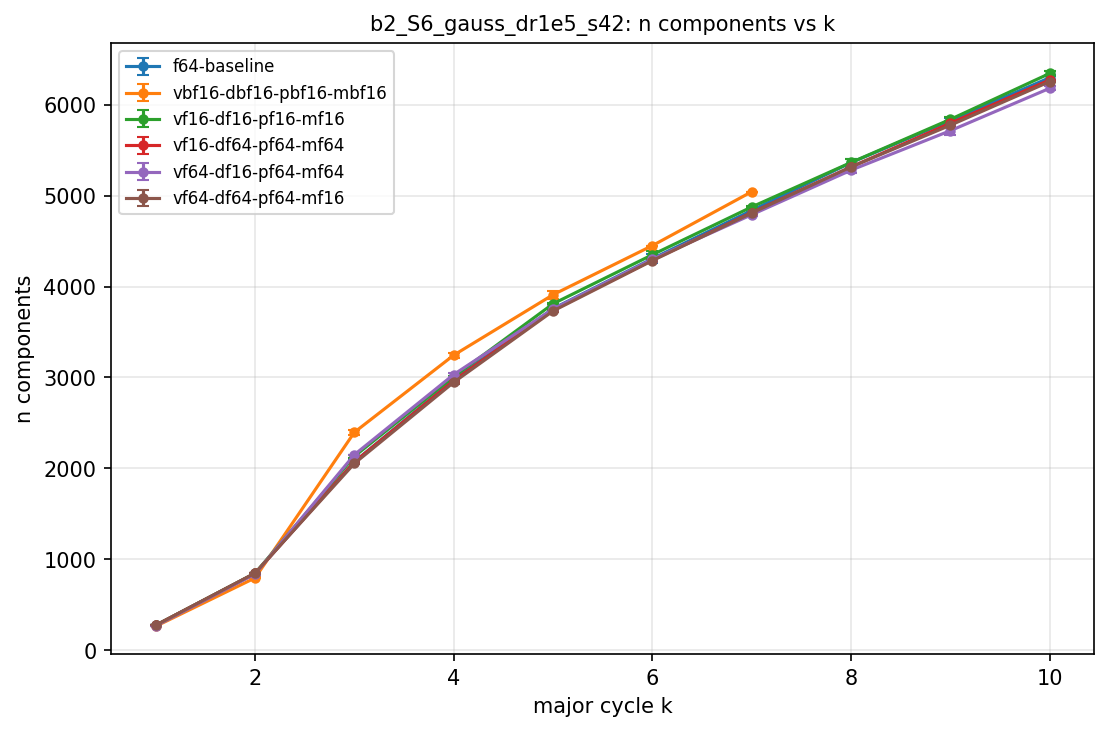 b2_S6_gauss_dr1e5_s42: n components vs k
f64-baseline
vbf16-dbf16-pbf16-mbf16
vf16-df16-pf16-mf16
vf16-df64-pf64-mf64
vf64-df16-pf64-mf64
vf64-df64-pf64-mf16
n components
6000
5000
4000
3000
2000
1000
0
2 4 6 8 10
major cycle k